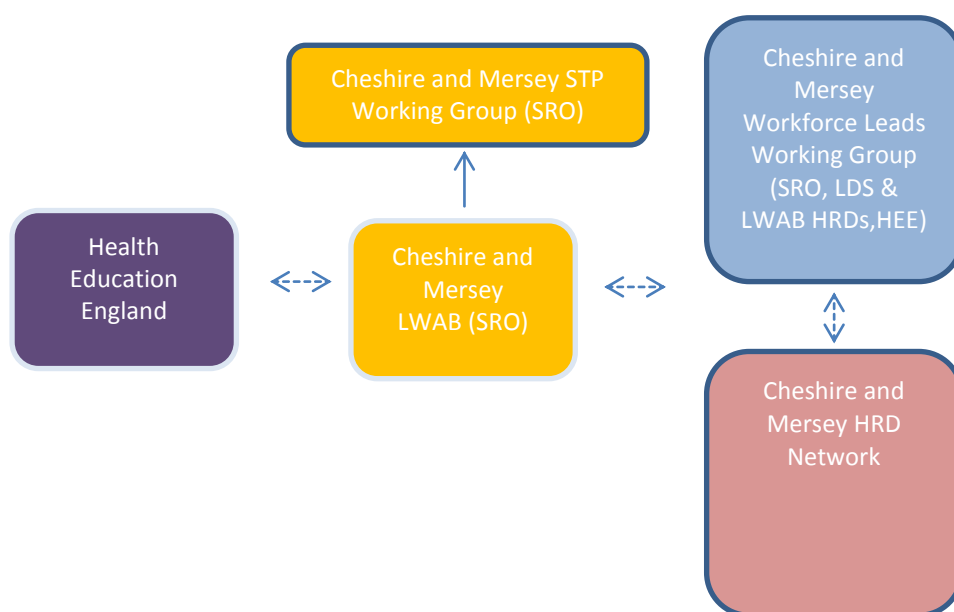 Cheshire and Mersey STP
Working Group (SRO)
Cheshire and
Mersey
Workforce Leads
Working Group
(SRO, LDS &
LWAB HRDs,HEE)
Health
Education
England
Cheshire and
Mersey
LWAB (SRO)
Cheshire and
Mersey HRD
Network